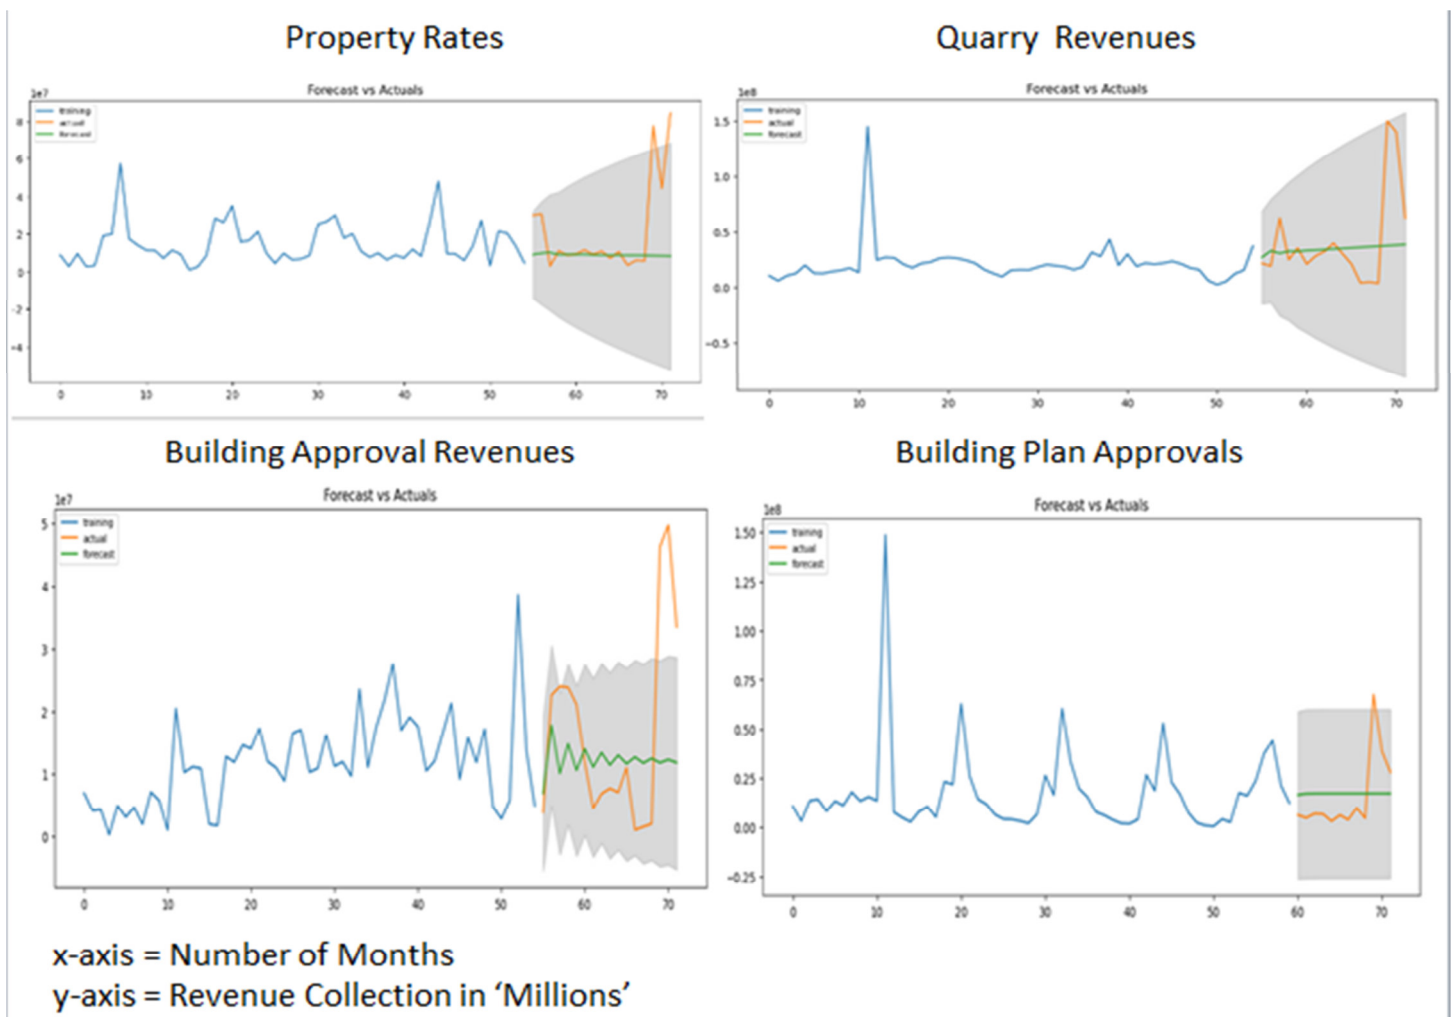 Property Rates
Forecast vs Actuals
1e7
training
actual
forecast
8
6
4
2
0
-2
-4
0 10 20 30 40 50 60 70
Quarry Revenues
Forecast vs Actuals
1e8
training
actual
forecast
1.5
1.0
0.5
0.0
-0.5
0 10 20 30 40 50 60 70
Building Approval Revenues
Forecast vs Actuals
1e7
training
actual
forecast
5
4
3
2
1
0
0 10 20 30 40 50 60 70
Building Plan Approvals
Forecast vs Actuals
1e8
training
actual
forecast
1.50
1.25
1.00
0.75
0.50
0.25
0.00
-0.25
0 10 20 30 40 50 60 70
x-axis = Number of Months
y-axis = Revenue Collection in ‘Millions’